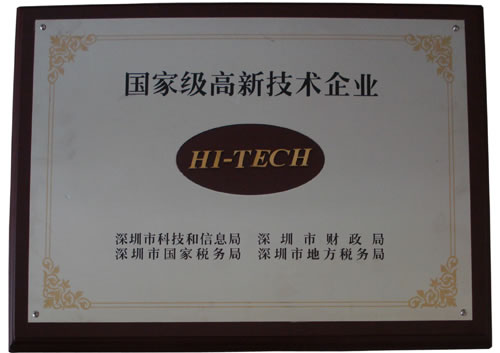 国家级高新技术企业
HI-TECH
深圳市科技和信息局 深圳市财政局
深圳市国家税务局 深圳市地方税务局